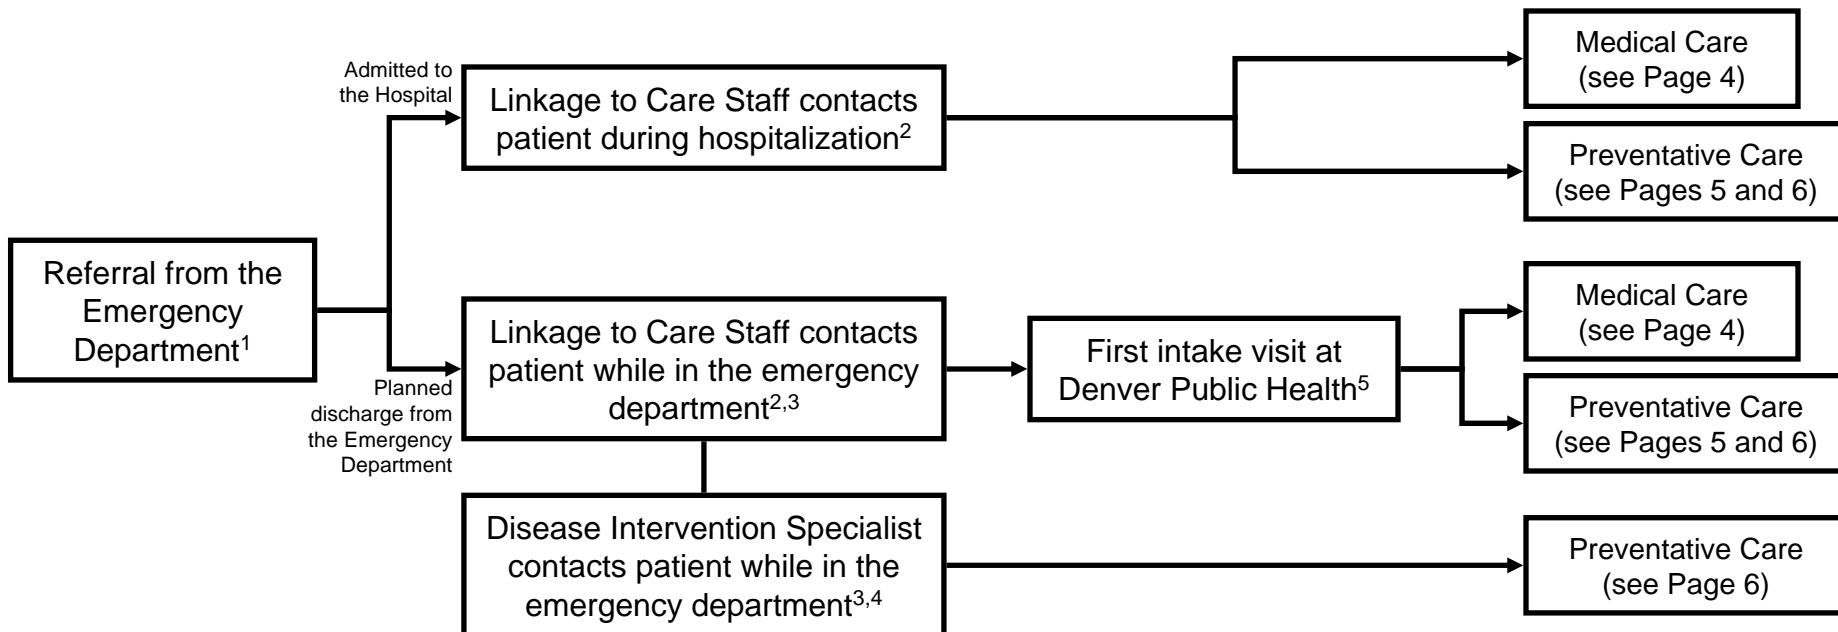 Referral from the
Emergency
Department1
Admitted to
the Hospital
Linkage to Care Staff contacts
patient during hospitalization2
Medical Care
(see Page 4)
Preventative Care
(see Pages 5 and 6)
Planned
discharge from
the Emergency
Department
Linkage to Care Staff contacts
patient while in the emergency
department2,3
First intake visit at
Denver Public Health5
Medical Care
(see Page 4)
Preventative Care
(see Pages 5 and 6)
Disease Intervention Specialist
contacts patient while in the
emergency department3,4
Preventative Care
(see Page 6)